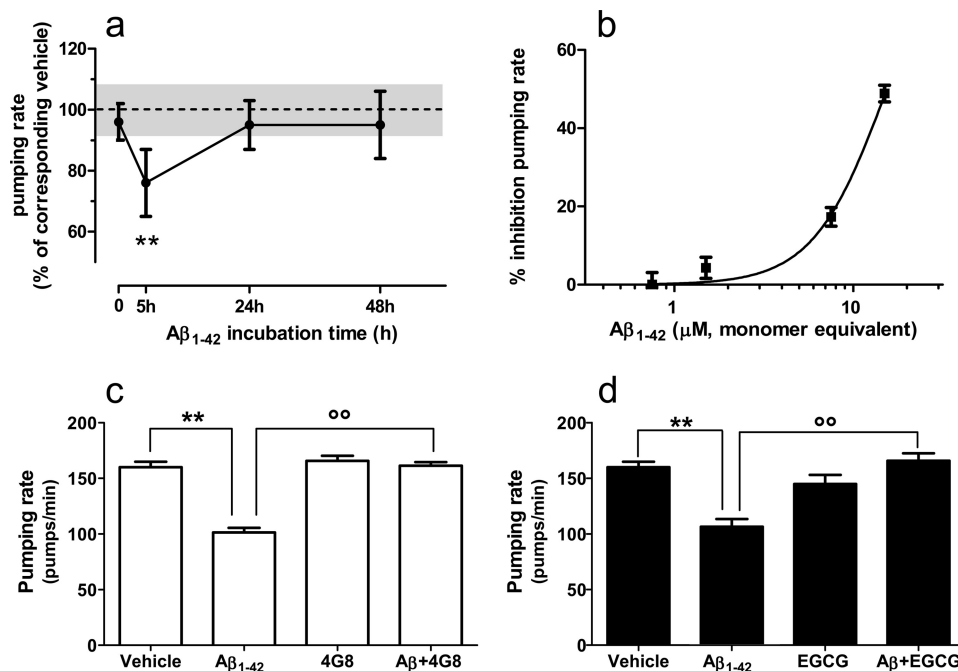 a
pumping rate
(% of corresponding vehicle)
120
100
80
60
**
0 5h 24h 48h
Aβ1-42 incubation time (h)
b
% inhibition pumping rate
60
40
20
0
1 10
Aβ1-42 (μM, monomer equivalent)
c
Pumping rate
(pumps/min)
200
150
100
50
0
** °°
Vehicle Aβ1-42 4G8 Aβ+4G8
d
Pumping rate
(pumps/min)
200
150
100
50
0
** °°
Vehicle Aβ1-42 EGCG Aβ+EGCG